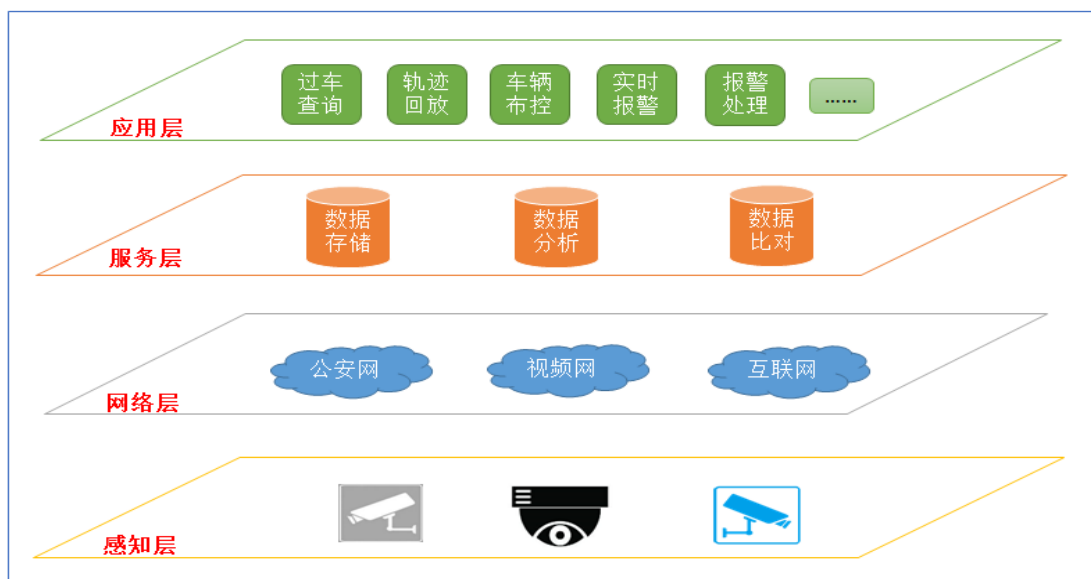 过车
查询
轨迹
回放
车辆
布控
实时
报警
报警
处理
......
应用层
数据
存储
数据
分析
数据
比对
服务层
公安网
视频网
互联网
网络层
感知层